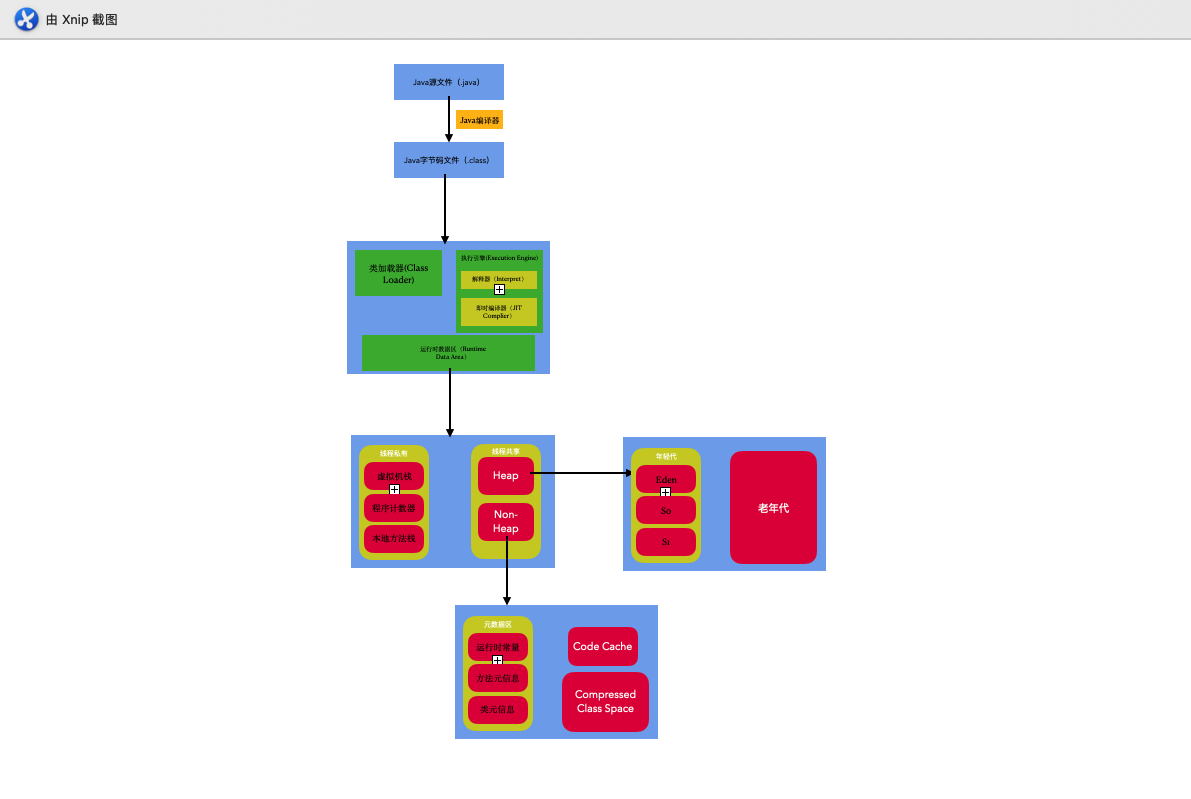 由 Xnip 截图
Java源文件（.java）
Java编译器
Java字节码文件（.class）
类加载器(Class
Loader)
执行引擎(Execution Engine)
解释器（Interpret）
即时编译器（JIT
Complier）
运行时数据区（Runtime
Data Area）
线程私有
虚拟机栈
程序计数器
本地方法栈
线程共享
Heap
Non-
Heap
年轻代
Eden
S0
S1
老年代
元数据区
运行时常量
方法元信息
类元信息
Code Cache
Compressed
Class Space